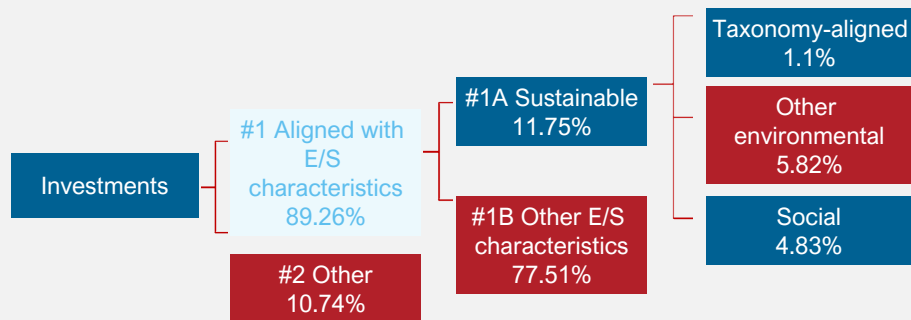 Investments
#1 Aligned with
E/S
characteristics
89.26%
#2 Other
10.74%
#1A Sustainable
11.75%
#1B Other E/S
characteristics
77.51%
Taxonomy-aligned
1.1%
Other
environmental
5.82%
Social
4.83%